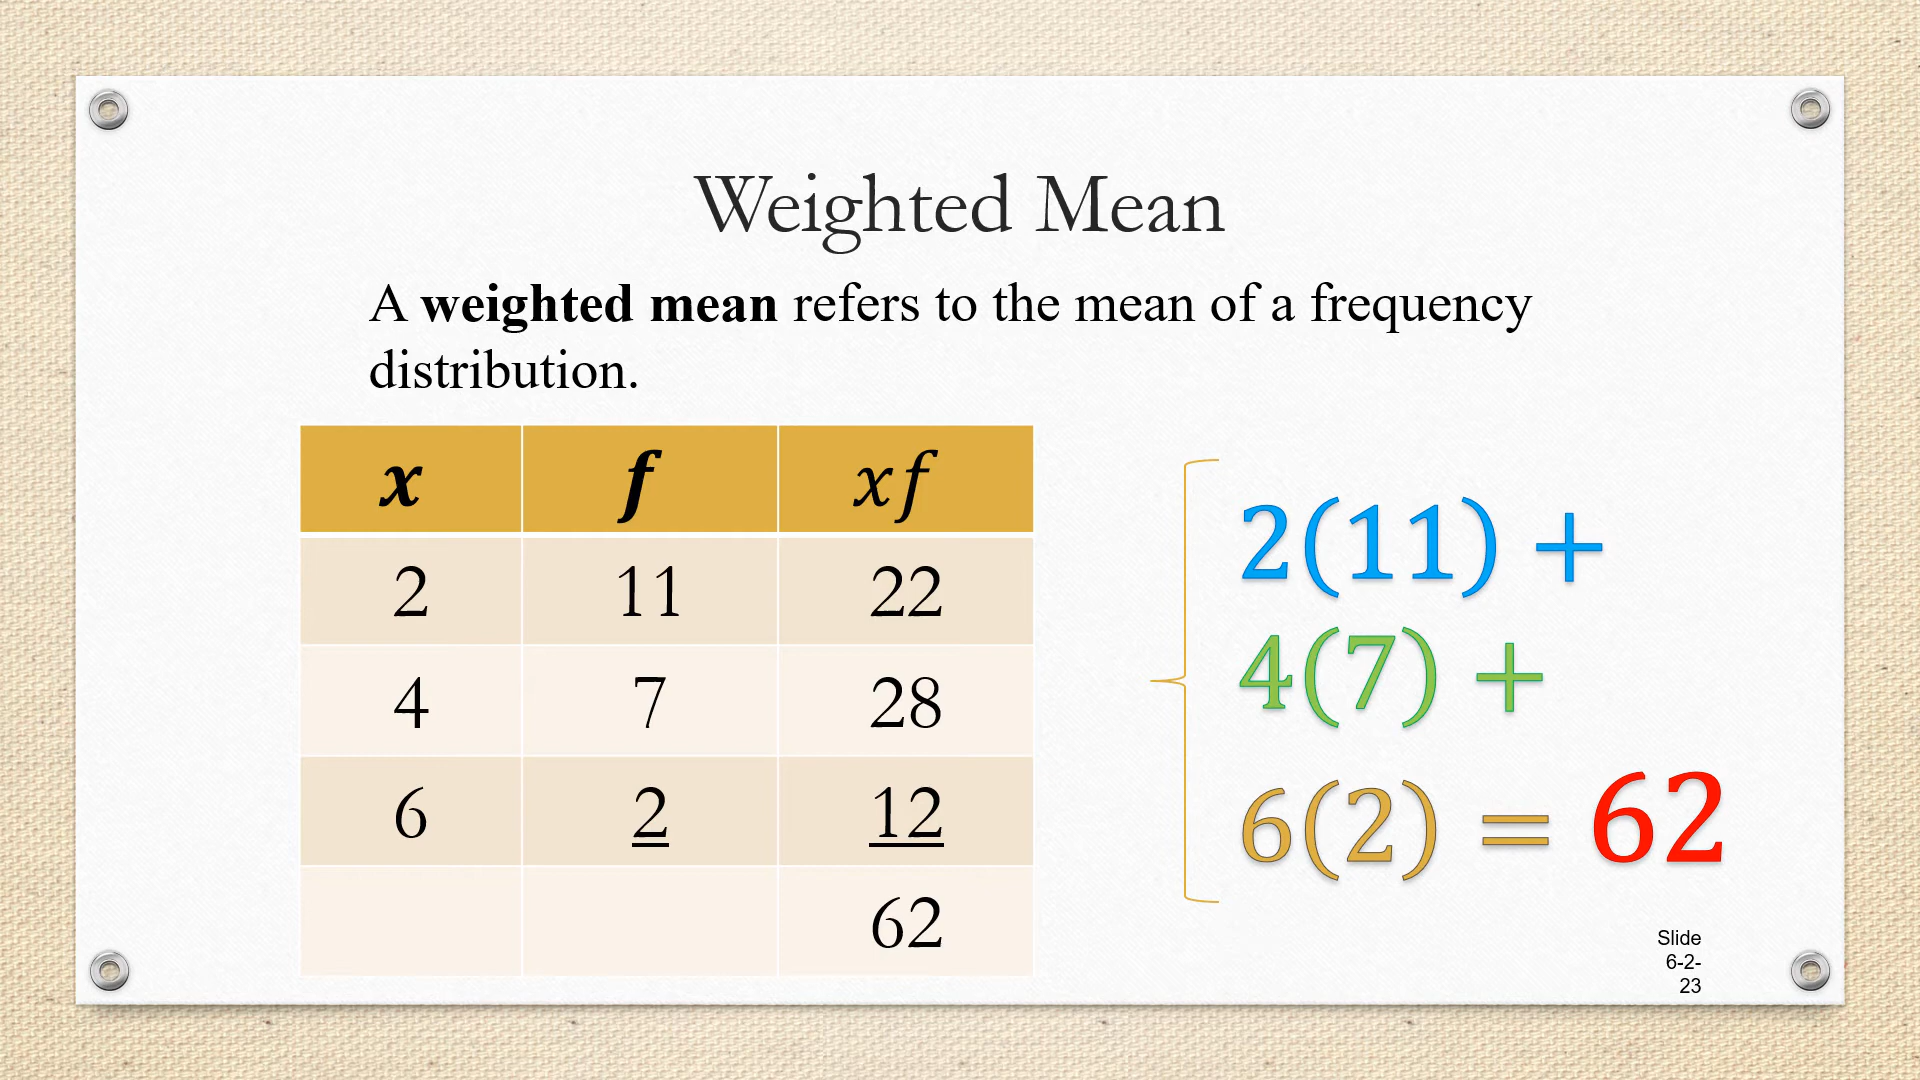 Weighted Mean
A weighted mean refers to the mean of a frequency
distribution.
x f xf
2 11 22
4 7 28
6 2 12
62
2(11) +
4(7) +
6(2) = 62
Slide
6-2-
23